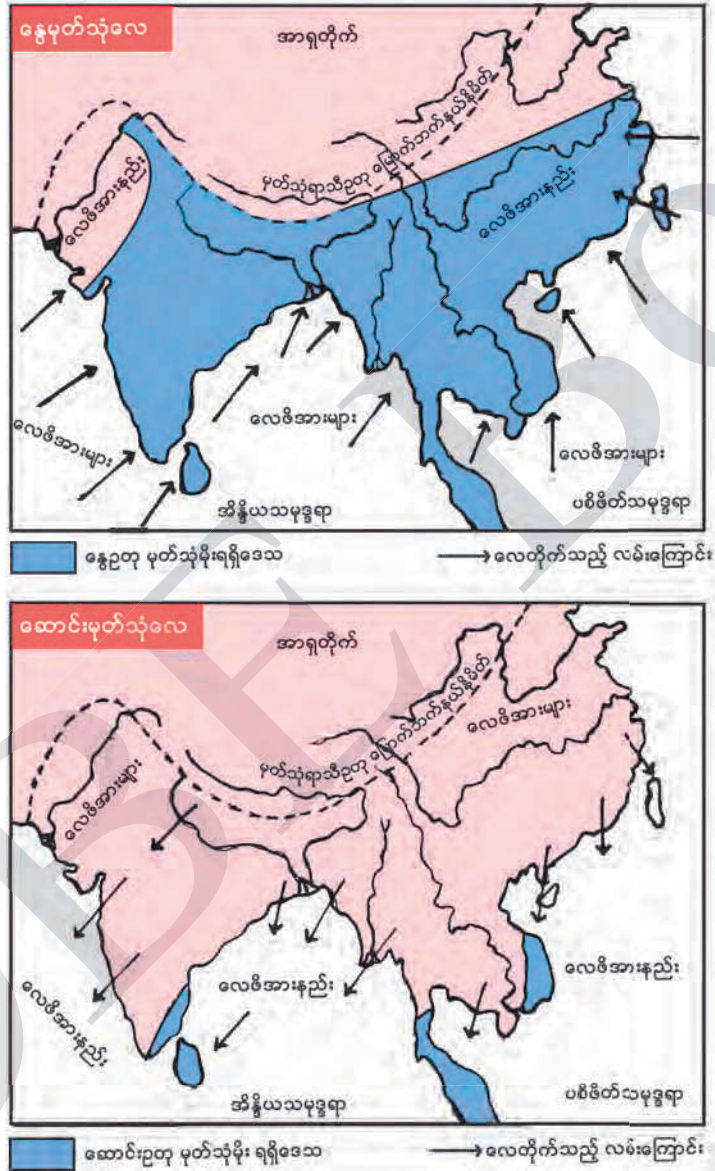 နွေမုတ်သုံလေ
အာရှတိုက်
မုတ်သုံရာသီဥတု မြောက်ဘက်နယ်နိမိတ်
လေဖိအားနည်း
လေဖိအားနည်း
လေဖိအားများ
လေဖိအားများ
လေဖိအားများ
အိန္ဒိယသမုဒ္ဒရာ
ပစိဖိတ်သမုဒ္ဒရာ
နွေဥတု မုတ်သုံမိုးရရှိဒေသ
လေတိုက်သည့် လမ်းကြောင်း
ဆောင်းမုတ်သုံလေ
အာရှတိုက်
မုတ်သုံရာသီဥတု မြောက်ဘက်နယ်နိမိတ်
လေဖိအားများ
လေဖိအားများ
လေဖိအားနည်း
လေဖိအားနည်း
လေဖိအားနည်း
အိန္ဒိယသမုဒ္ဒရာ
ပစိဖိတ်သမုဒ္ဒရာ
ဆောင်းဥတု မုတ်သုံမိုး ရရှိဒေသ
လေတိုက်သည့် လမ်းကြောင်း